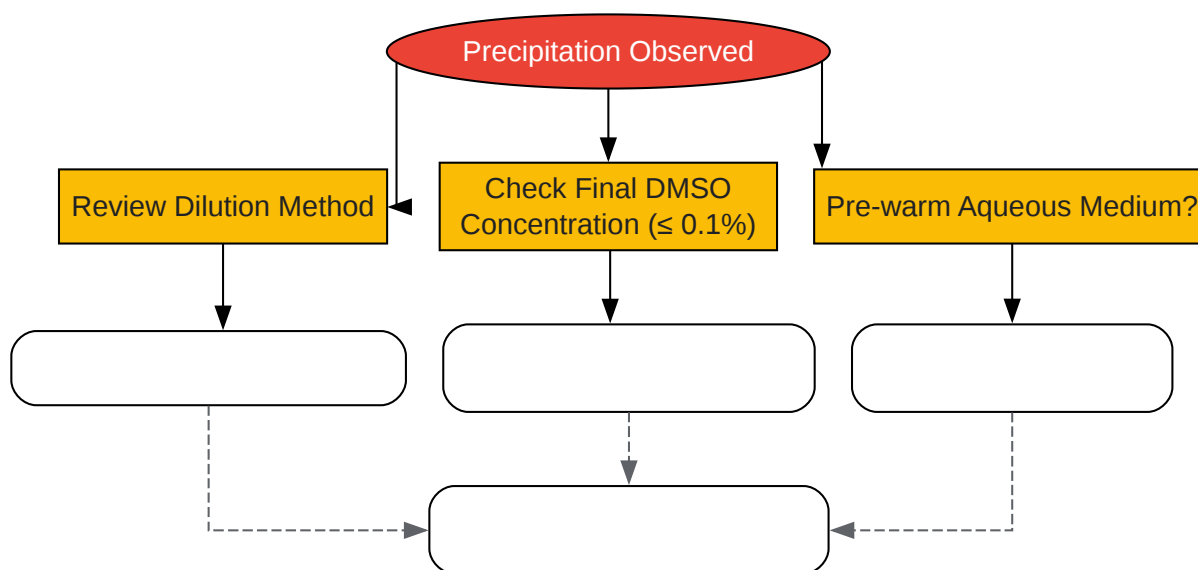 Precipitation Observed
Review Dilution Method
Check Final DMSO
Concentration (≤ 0.1%)
Pre-warm Aqueous Medium?